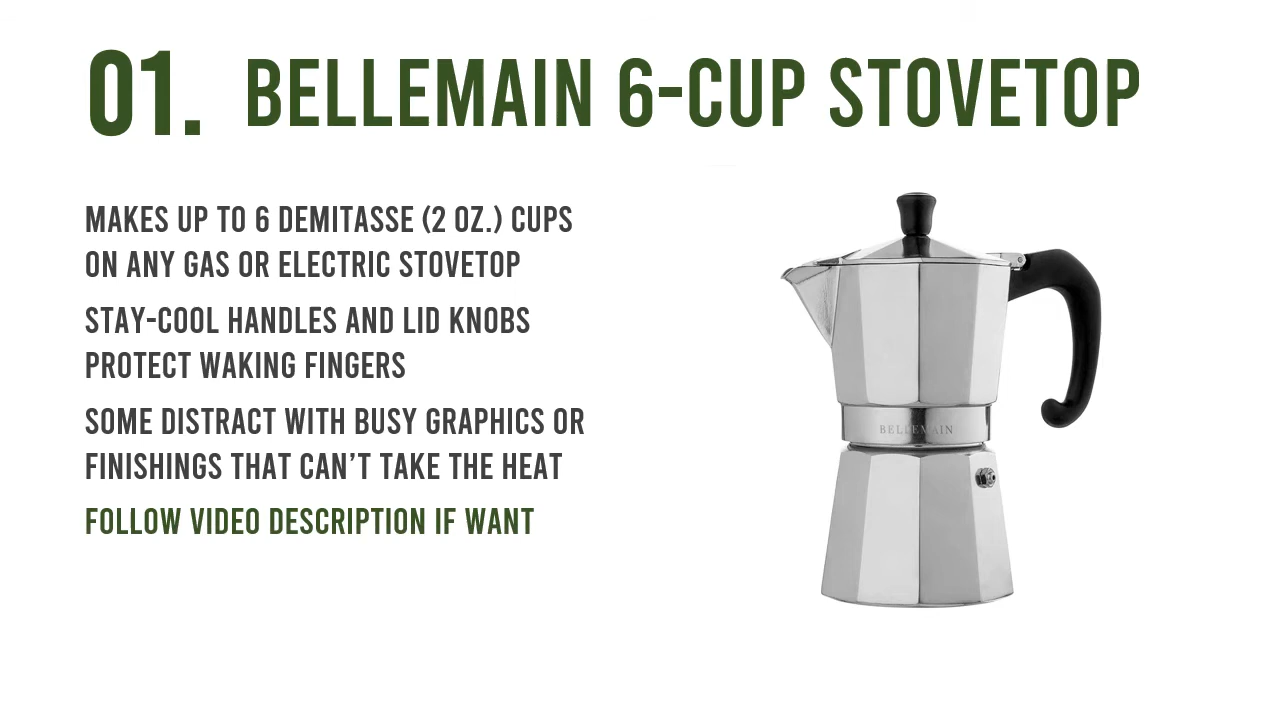 01. BELLEMAIN 6-CUP STOVETOP
MAKES UP TO 6 DEMITASSE (2 OZ.) CUPS
ON ANY GAS OR ELECTRIC STOVETOP
STAY-COOL HANDLES AND LID KNOBS
PROTECT WAKING FINGERS
SOME DISTRACT WITH BUSY GRAPHICS OR
FINISHINGS THAT CAN'T TAKE THE HEAT
FOLLOW VIDEO DESCRIPTION IF WANT
BELLEMAIN